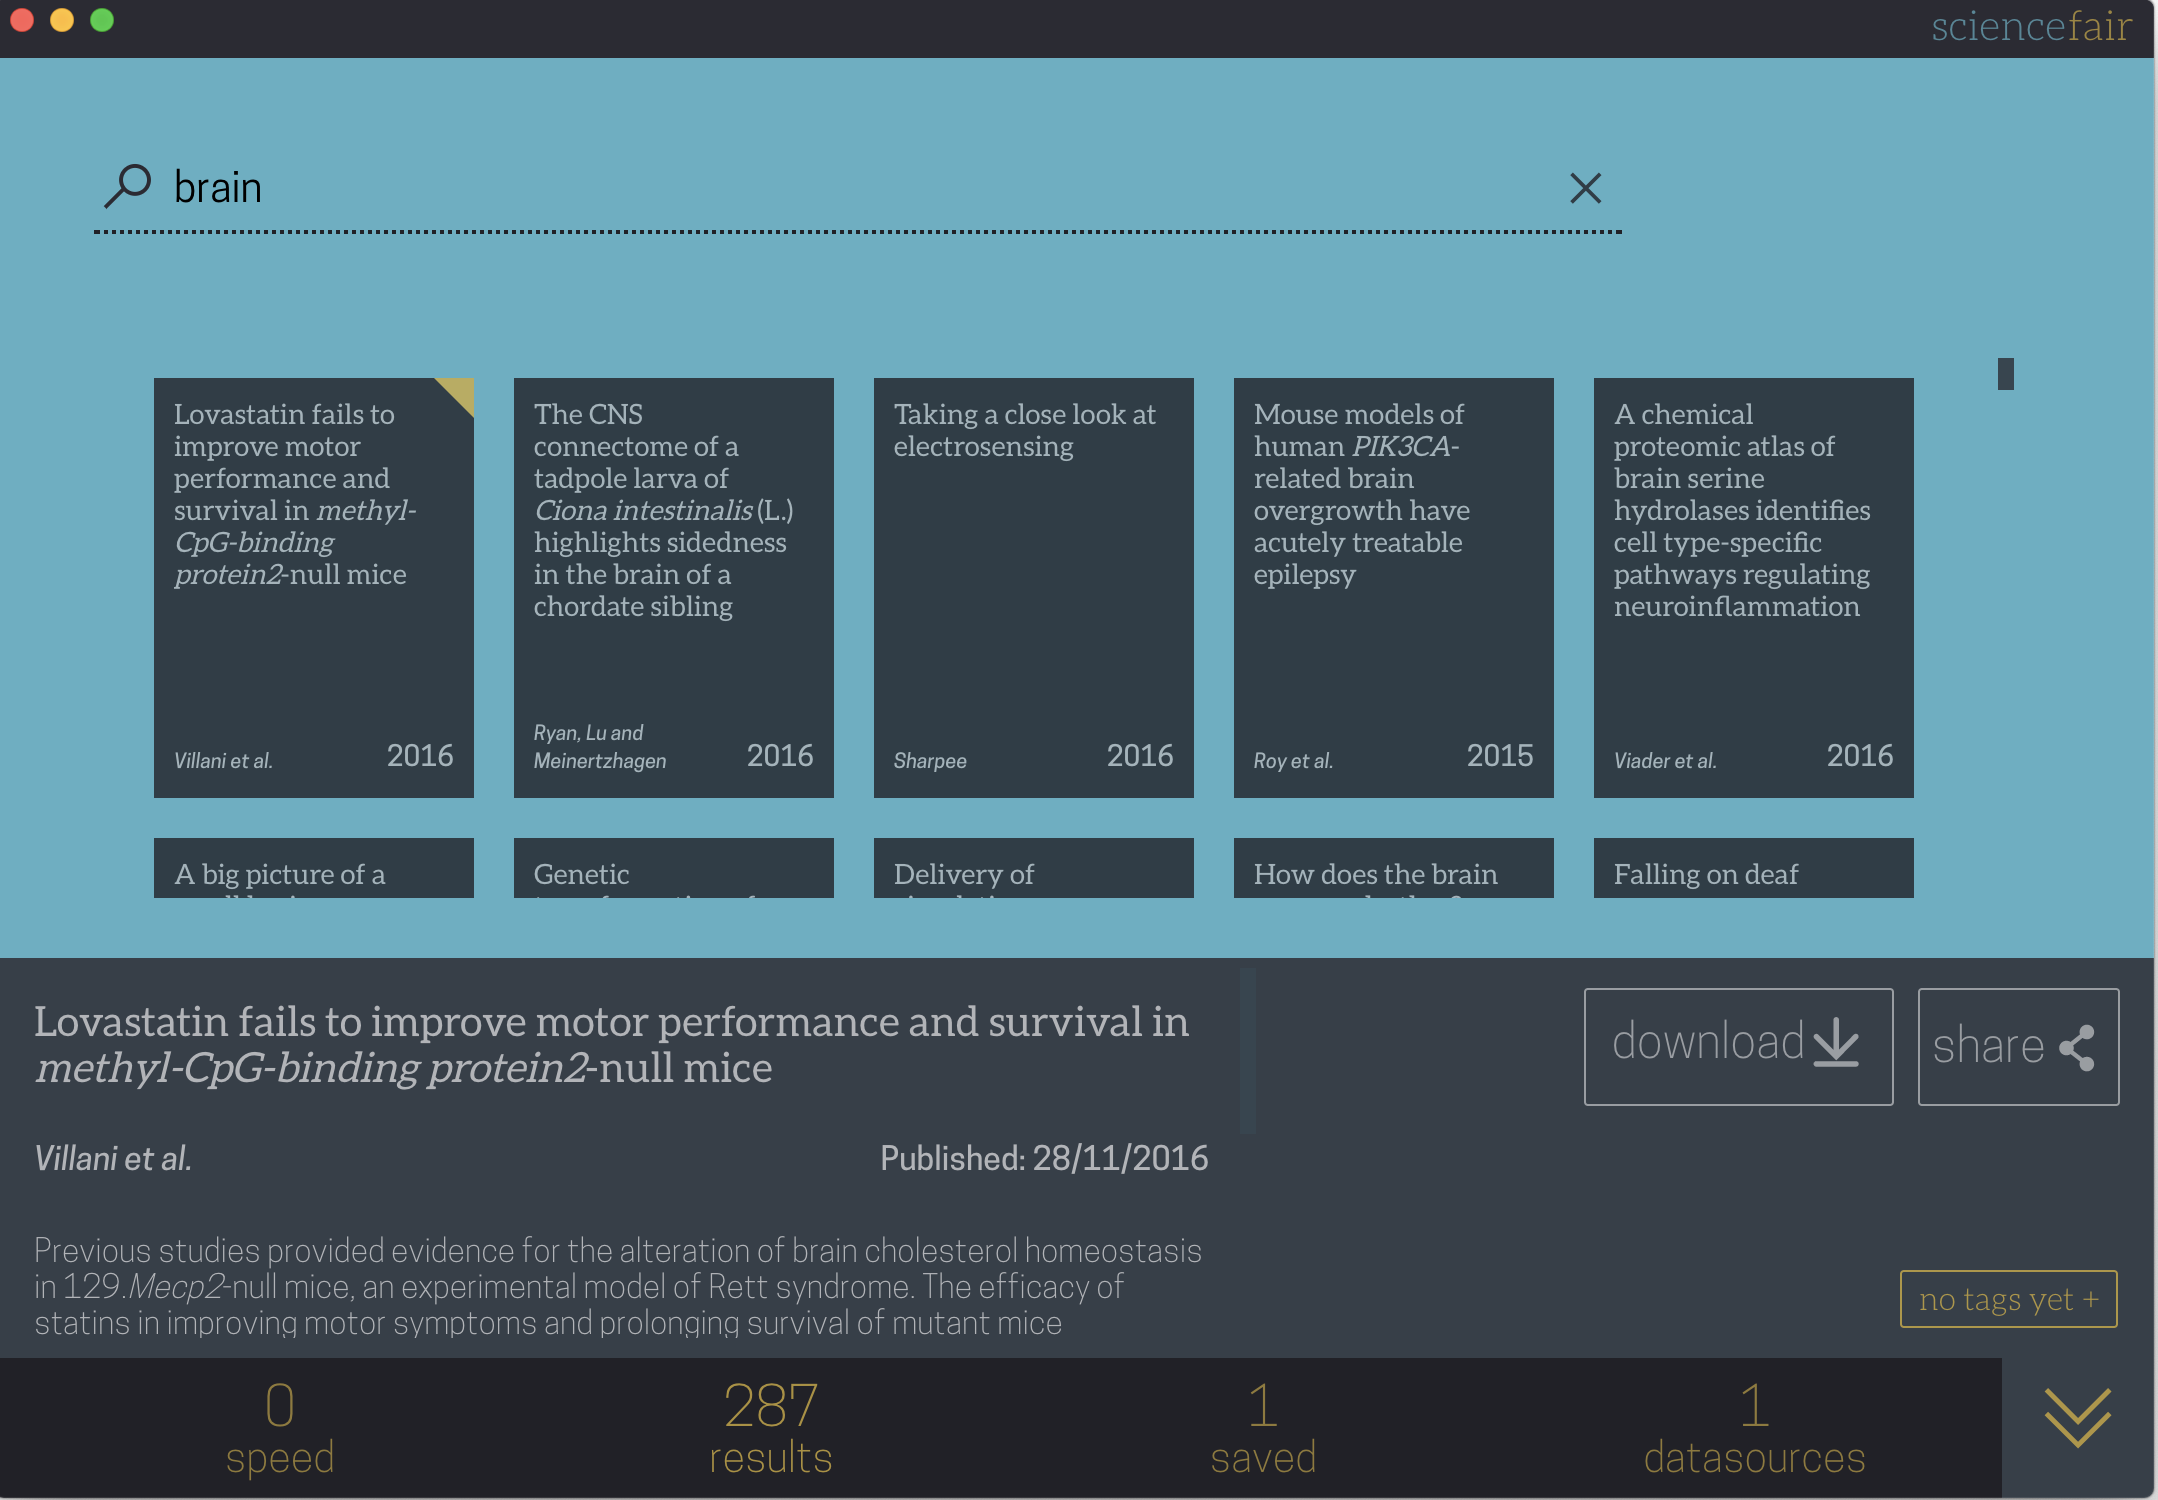 sciencefair
brain
Lovastatin fails to
improve motor
performance and
survival in methyl-
CpG-binding
protein2-null mice
Villani et al.
2016
The CNS
connectome of a
tadpole larva of
Ciona intestinalis (L.)
highlights sidedness
in the brain of a
chordate sibling
Ryan, Lu and
Meinertzhagen
2016
Taking a close look at
electrosensing
Sharpee
2016
Mouse models of
human PIK3CA-
related brain
overgrowth have
acutely treatable
epilepsy
Roy et al.
2015
A chemical
proteomic atlas of
brain serine
hydrolases identifies
cell type-specific
pathways regulating
neuroinflammation
Viader et al.
2016
A big picture of a
Genetic
Delivery of
How does the brain
Falling on deaf
Lovastatin fails to improve motor performance and survival in
methyl-CpG-binding protein2-null mice
Villani et al.
Published: 28/11/2016
Previous studies provided evidence for the alteration of brain cholesterol homeostasis
in 129.Mecp2-null mice, an experimental model of Rett syndrome. The efficacy of
statins in improving motor symptoms and prolonging survival of mutant mice
download
share
no tags yet +
0
speed
287
results
1
saved
1
datasources